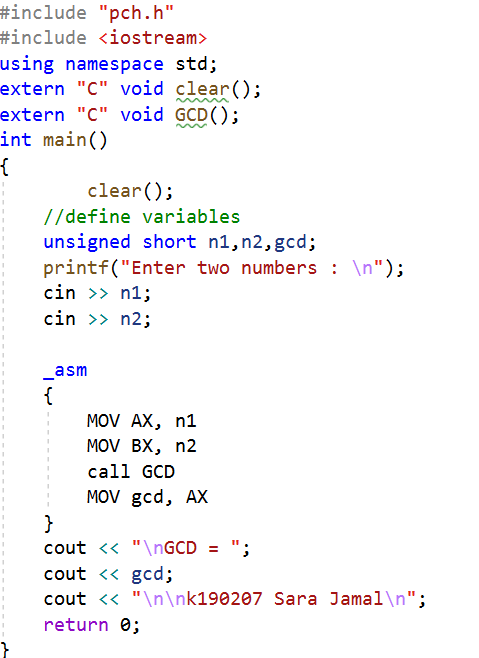 #include "pch.h"
#include <iostream>
using namespace std;
extern "C" void clear();
extern "C" void GCD();
int main()
{
        clear();
    //define variables
    unsigned short n1,n2,gcd;
    printf("Enter two numbers : \n");
    cin >> n1;
    cin >> n2;

    _asm
    {
        MOV AX, n1
        MOV BX, n2
        call GCD
        MOV gcd, AX
    }
    cout << "\nGCD = ";
    cout << gcd;
    cout << "\n\nk190207 Sara Jamal\n";
    return 0;
}